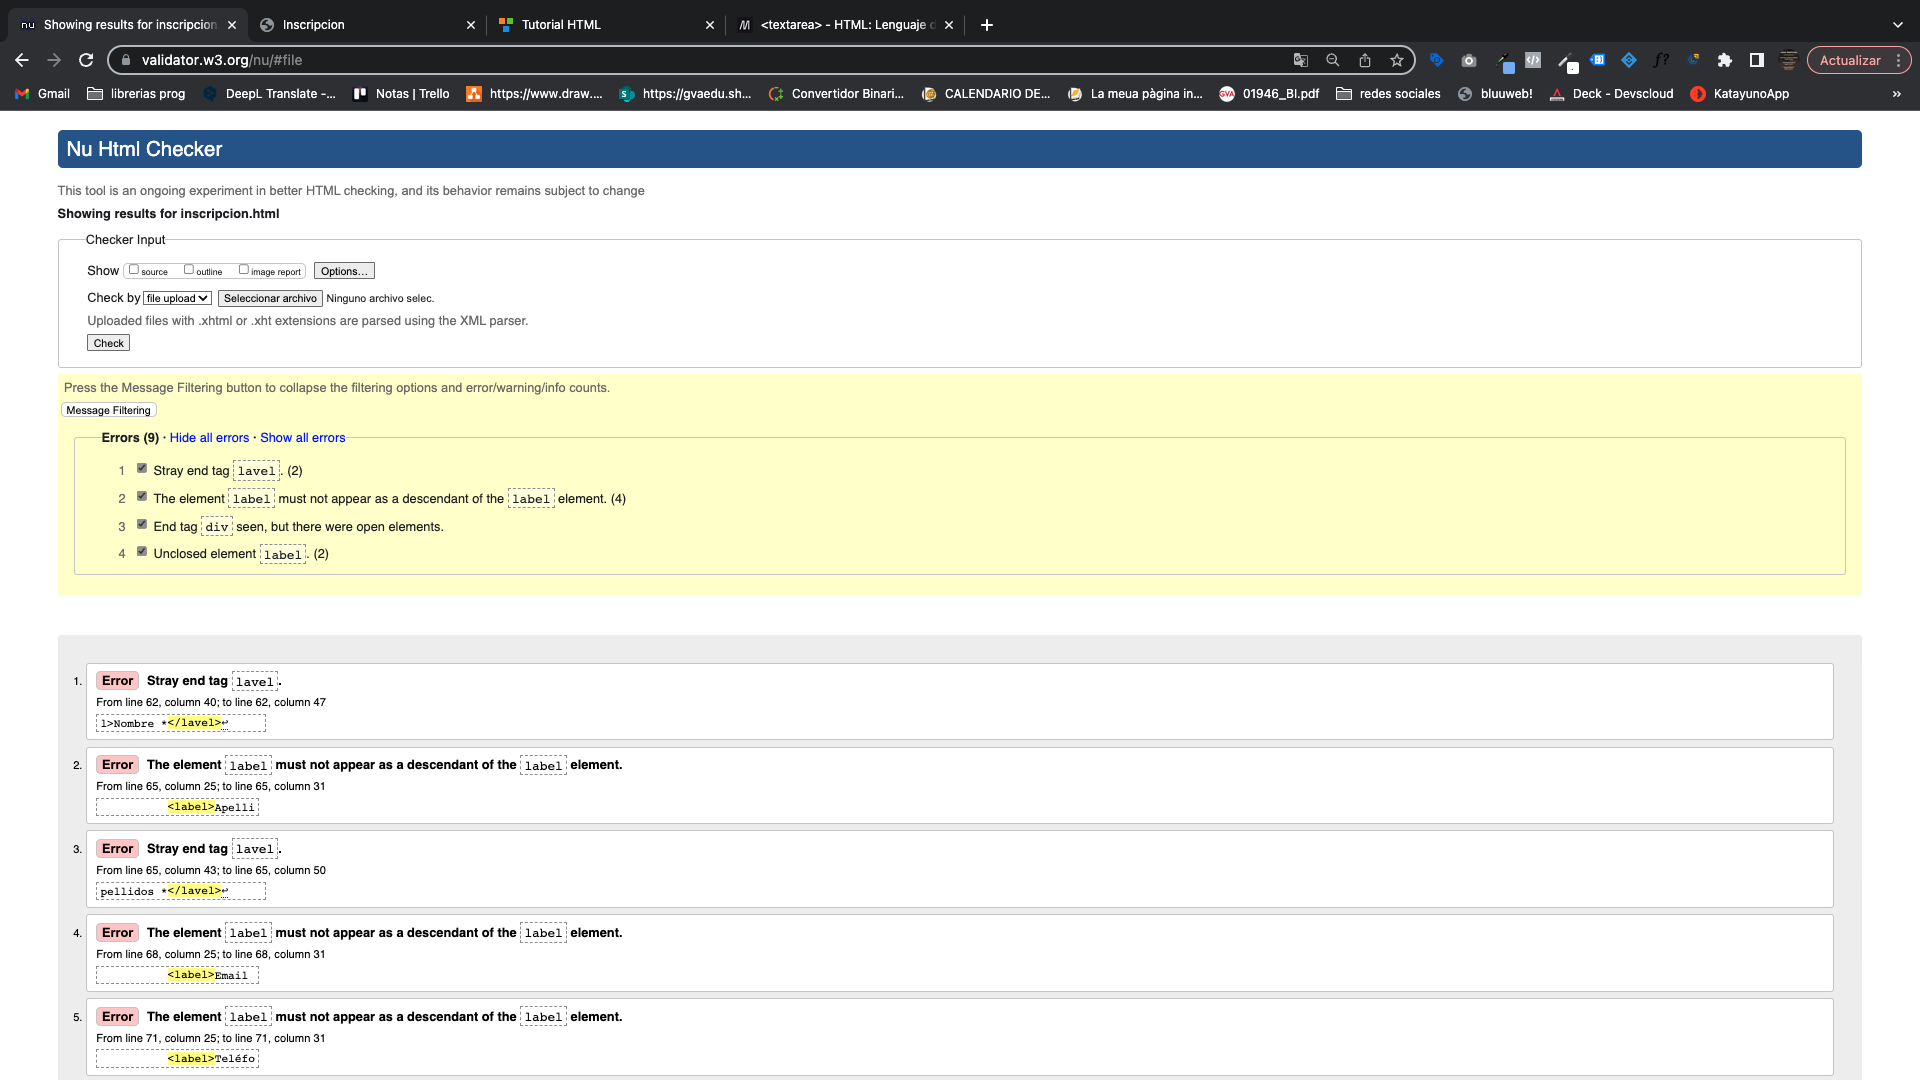 nu Showing results for inscripcion
Inscripcion
Tutorial HTML
<textarea> - HTML: Lenguaje d
validator.w3.org/nu/#file
Actualizar
Gmail
librerias prog
DeepL Translate -...
Notas | Trello
https://www.draw....
https://gvaedu.sh...
Convertidor Binari...
CALENDARIO DE...
La meua pàgina in...
GVA 01946_BI.pdf
redes sociales
bluuweb!
Deck - Devscloud
KatayunoApp
»
Nu Html Checker
This tool is an ongoing experiment in better HTML checking, and its behavior remains subject to change
Showing results for inscripcion.html
Checker Input
Show source outline image report Options...
Check by file upload Seleccionar archivo Ninguno archivo selec.
Uploaded files with .xhtml or .xht extensions are parsed using the XML parser.
Check
Press the Message Filtering button to collapse the filtering options and error/warning/info counts.
Message Filtering
Errors (9) · Hide all errors · Show all errors
1 Stray end tag lavel. (2)
2 The element label must not appear as a descendant of the label element. (4)
3 End tag div seen, but there were open elements.
4 Unclosed element label. (2)
1. Error Stray end tag lavel.
From line 62, column 40; to line 62, column 47
l>Nombre *</lavel>↩
2. Error The element label must not appear as a descendant of the label element.
From line 65, column 25; to line 65, column 31
<label>Apelli
3. Error Stray end tag lavel.
From line 65, column 43; to line 65, column 50
pellidos *</lavel>↩
4. Error The element label must not appear as a descendant of the label element.
From line 68, column 25; to line 68, column 31
<label>Email
5. Error The element label must not appear as a descendant of the label element.
From line 71, column 25; to line 71, column 31
<label>Teléfo